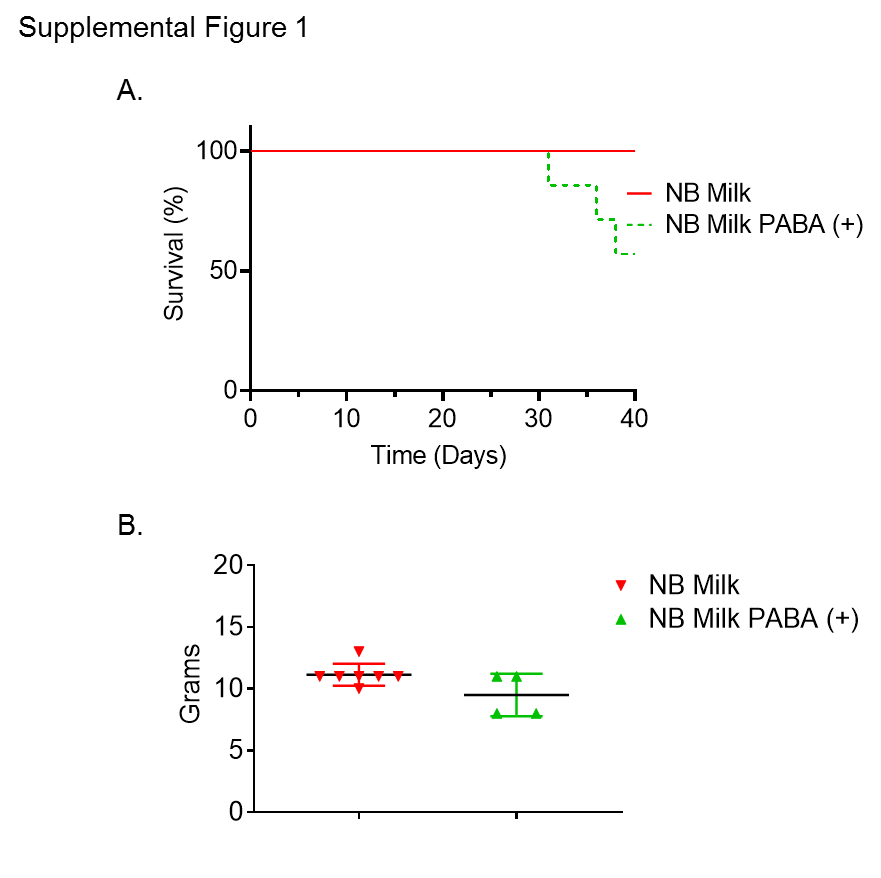 Supplemental Figure 1
A.
100
50
0
Survival (%)
0 10 20 30 40
Time (Days)
NB Milk
NB Milk PABA (+)
B.
20
15
10
5
0
Grams
NB Milk
NB Milk PABA (+)